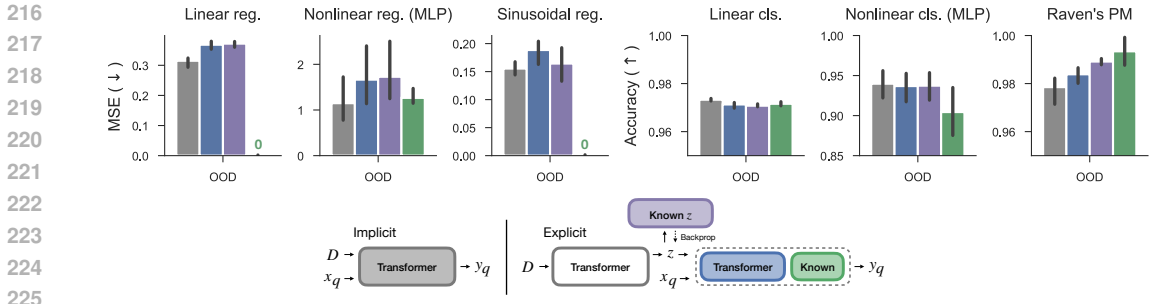 216
217
218
219
220
221
222
223
224
225
Linear reg.
MSE (↓)
0.3
0.2
0.1
0.0
0
OOD
Nonlinear reg. (MLP)
2
1
0
OOD
Sinusoidal reg.
0.20
0.15
0.10
0.05
0.00
0
OOD
Linear cls.
Accuracy (↑)
1.00
0.98
0.96
OOD
Nonlinear cls. (MLP)
1.00
0.95
0.90
0.85
OOD
Raven's PM
1.00
0.98
0.96
OOD
Implicit
D
x_q
Transformer
y_q
Explicit
D
Transformer
z
x_q
Known z
Backprop
Transformer
Known
y_q